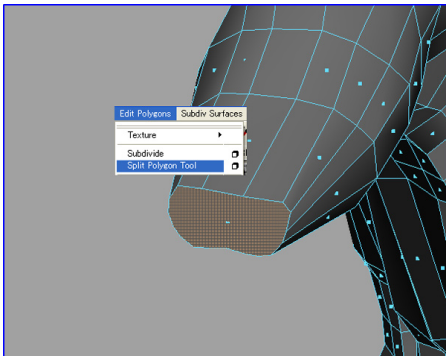 Edit Polygons Subdiv Surfaces
Texture
Subdivide
Split Polygon Tool